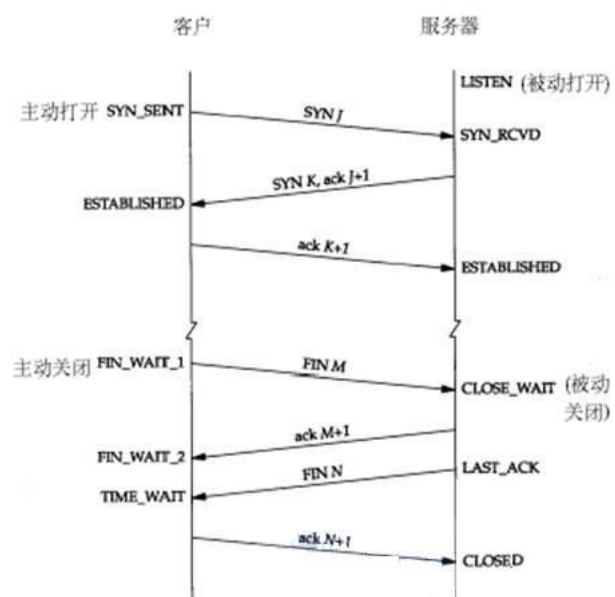 客户 服务器
LISTEN (被动打开)
主动打开 SYN_SENT
SYN J
SYN_RCVD
SYN K, ack J+1
ESTABLISHED
ack K+1
ESTABLISHED
主动关闭 FIN_WAIT_1
FIN M
CLOSE_WAIT (被动
关闭)
ack M+1
FIN_WAIT_2
LAST_ACK
FIN N
TIME_WAIT
ack N+1
CLOSED